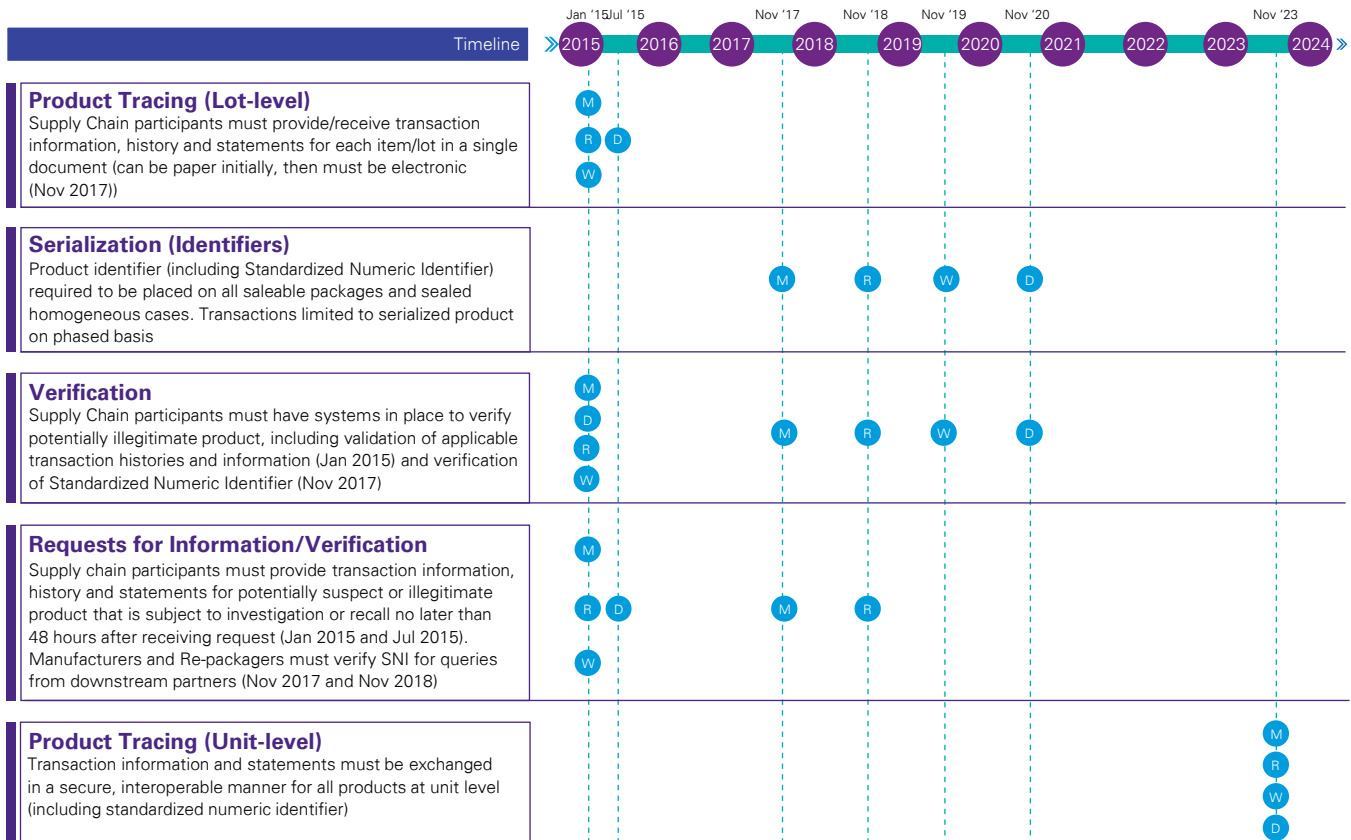 Jan '15 Jul '15 Nov '17 Nov '18 Nov '19 Nov '20 Nov '23
Timeline » 2015 2016 2017 2018 2019 2020 2021 2022 2023 2024 »
Product Tracing (Lot-level)
Supply Chain participants must provide/receive transaction
information, history and statements for each item/lot in a single
document (can be paper initially, then must be electronic
(Nov 2017))
M
R D
W
Serialization (Identifiers)
Product identifier (including Standardized Numeric Identifier)
required to be placed on all saleable packages and sealed
homogeneous cases. Transactions limited to serialized product
on phased basis
M R W D
Verification
Supply Chain participants must have systems in place to verify
potentially illegitimate product, including validation of applicable
transaction histories and information (Jan 2015) and verification
of Standardized Numeric Identifier (Nov 2017)
M
D
R
W
M R W D
Requests for Information/Verification
Supply chain participants must provide transaction information,
history and statements for potentially suspect or illegitimate
product that is subject to investigation or recall no later than
48 hours after receiving request (Jan 2015 and Jul 2015).
Manufacturers and Re-packagers must verify SNI for queries
from downstream partners (Nov 2017 and Nov 2018)
M
R D M R
W
Product Tracing (Unit-level)
Transaction information and statements must be exchanged
in a secure, interoperable manner for all products at unit level
(including standardized numeric identifier)
M
R
W
D